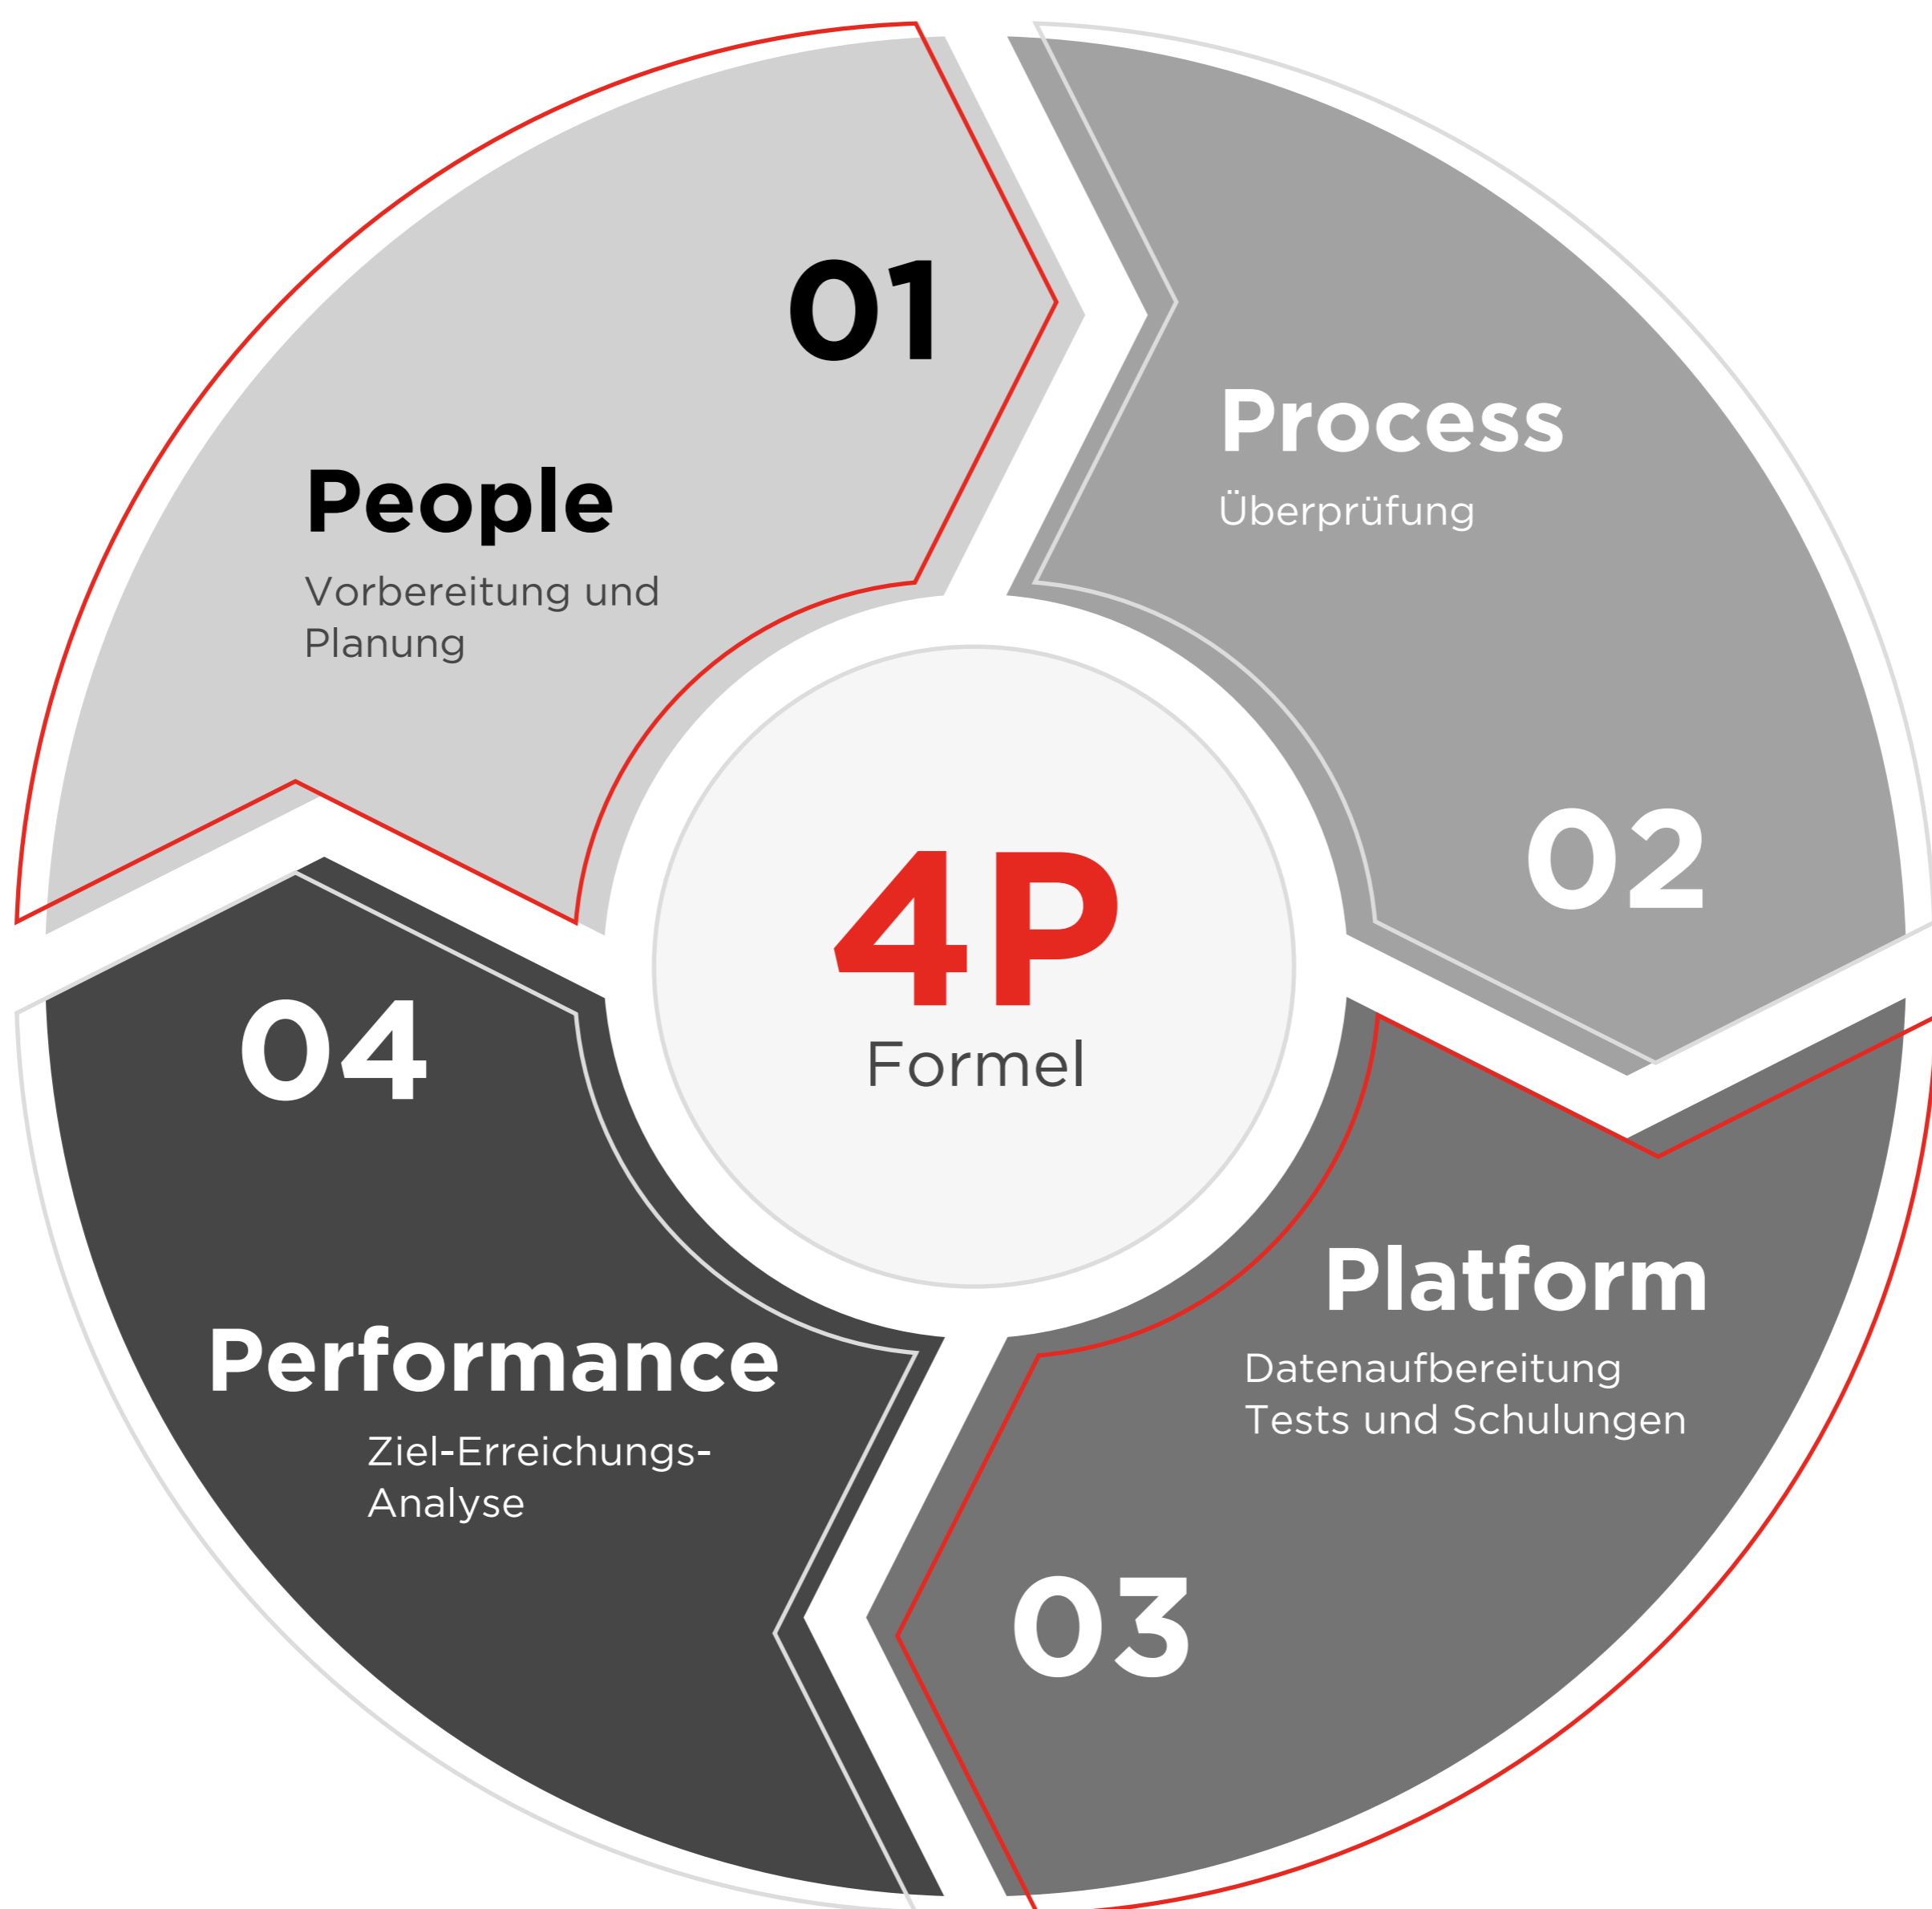 01
People
Vorbereitung und
Planung
Process
Überprüfung
02
4P
Formel
Platform
Datenaufbereitung
Tests und Schulungen
03
04
Performance
Ziel-Erreichungs-
Analyse